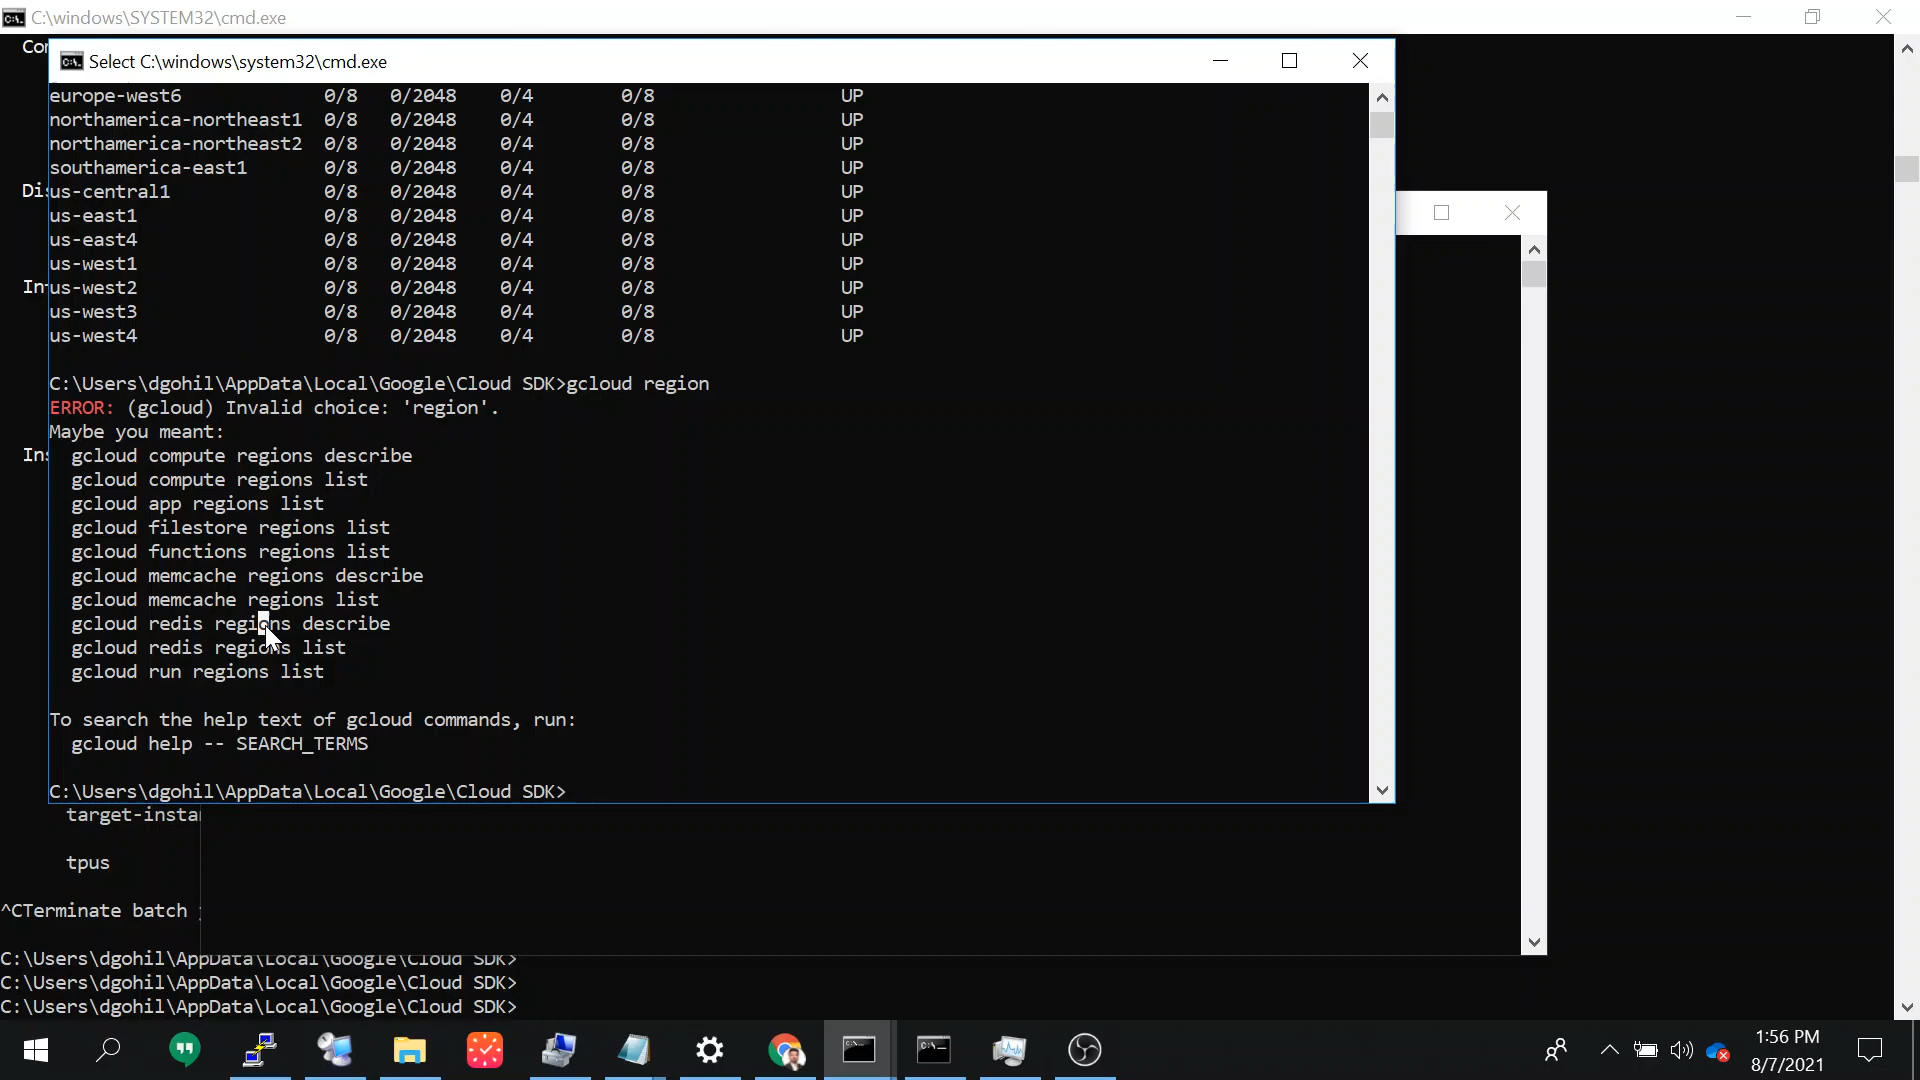 C:\windows\SYSTEM32\cmd.exe
Select C:\windows\system32\cmd.exe
europe-west6 0/8 0/2048 0/4 0/8 UP
northamerica-northeast1 0/8 0/2048 0/4 0/8 UP
northamerica-northeast2 0/8 0/2048 0/4 0/8 UP
southamerica-east1 0/8 0/2048 0/4 0/8 UP
us-central1 0/8 0/2048 0/4 0/8 UP
us-east1 0/8 0/2048 0/4 0/8 UP
us-east4 0/8 0/2048 0/4 0/8 UP
us-west1 0/8 0/2048 0/4 0/8 UP
us-west2 0/8 0/2048 0/4 0/8 UP
us-west3 0/8 0/2048 0/4 0/8 UP
us-west4 0/8 0/2048 0/4 0/8 UP
C:\Users\dgohil\AppData\Local\Google\Cloud SDK>gcloud region
ERROR: (gcloud) Invalid choice: 'region'.
Maybe you meant:
gcloud compute regions describe
gcloud compute regions list
gcloud app regions list
gcloud filestore regions list
gcloud functions regions list
gcloud memcache regions describe
gcloud memcache regions list
gcloud redis regions describe
gcloud redis regions list
gcloud run regions list
To search the help text of gcloud commands, run:
gcloud help -- SEARCH_TERMS
C:\Users\dgohil\AppData\Local\Google\Cloud SDK>
target-insta
tpus
^CTerminate batch
C:\Users\dgohil\AppData\Local\Google\Cloud SDK>
C:\Users\dgohil\AppData\Local\Google\Cloud SDK>
C:\Users\dgohil\AppData\Local\Google\Cloud SDK>
1:56 PM
8/7/2021